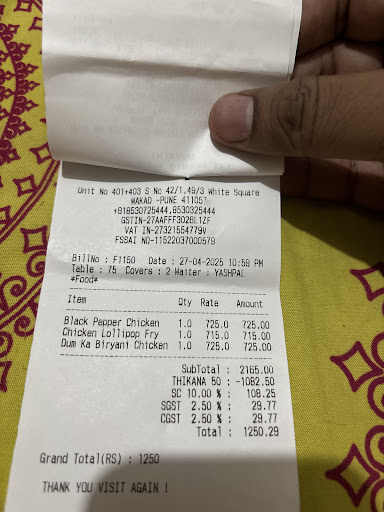 Unit No 401+403 S No 42/1,49/3 White Square
WAKAD -PUNE 411057
+918530725444,8530325444
GSTIN-27AAFFF302BL1ZF
VAT IN-27321554779V
FSSAI NO-11522037000579
BillNo : F1150 Date : 27-04-2025 10:59 PM
Table : 75 Covers : 2 Waiter : YASHPAL
*Food*
Item Qty Rate Amount
Black Pepper Chicken 1.0 725.0 725.00
Chicken Lollipop Fry 1.0 715.0 715.00
Dum Ka Biryani Chicken 1.0 725.0 725.00
SubTotal : 2165.00
THIKANA 50 : -1082.50
SC 10.00 % : 108.25
SGST 2.50 % : 29.77
CGST 2.50 % : 29.77
Total : 1250.29
Grand Total(RS) : 1250
THANK YOU VISIT AGAIN !